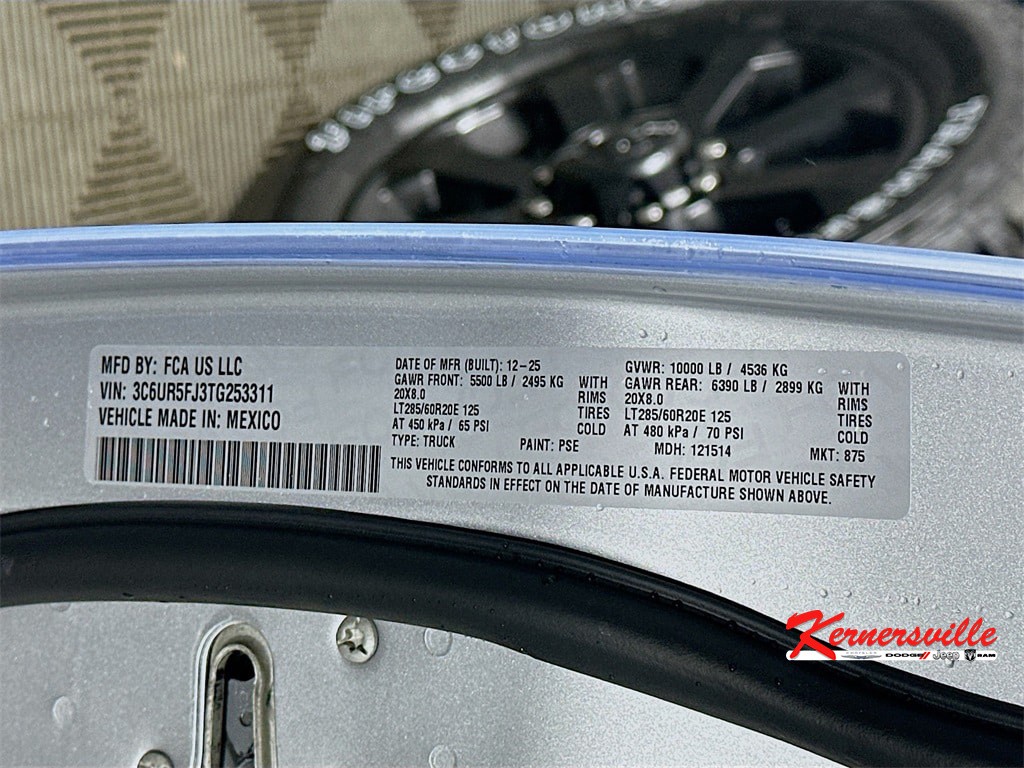 MFD BY: FCA US LLC
VIN: 3C6UR5FJ3TG253311
VEHICLE MADE IN: MEXICO
DATE OF MFR (BUILT): 12-25
GAWR FRONT: 5500 LB / 2495 KG WITH
20X8.0 RIMS
LT285/60R20E 125 TIRES
AT 450 kPa / 65 PSI COLD
TYPE: TRUCK PAINT: PSE
GVWR: 10000 LB / 4536 KG
GAWR REAR: 6390 LB / 2899 KG WITH
20X8.0 RIMS
LT285/60R20E 125 TIRES
AT 480 kPa / 70 PSI COLD
MDH: 121514 MKT: 875
THIS VEHICLE CONFORMS TO ALL APPLICABLE U.S.A. FEDERAL MOTOR VEHICLE SAFETY
STANDARDS IN EFFECT ON THE DATE OF MANUFACTURE SHOWN ABOVE.
Kernersville
CHRYSLER DODGE Jeep RAM